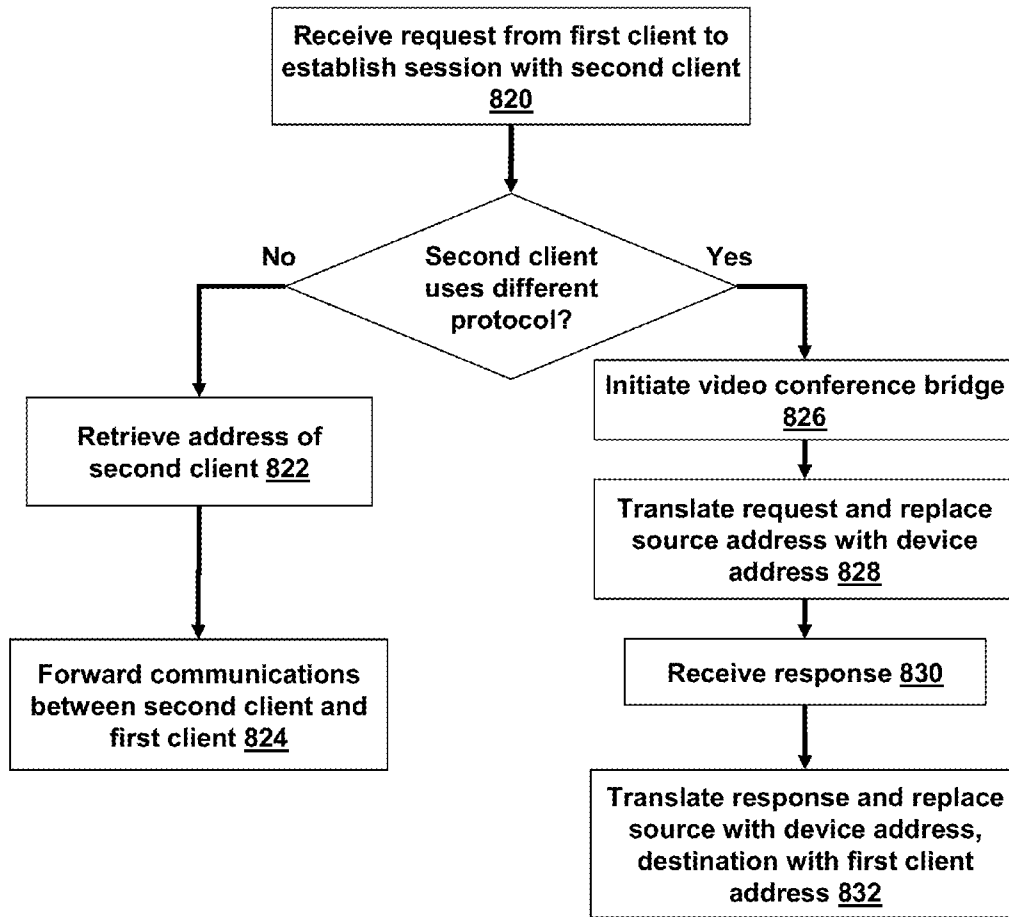 Receive request from first client to
establish session with second client
820
No
Second client
uses different
protocol?
Yes
Retrieve address of
second client 822
Forward communications
between second client and
first client 824
Initiate video conference bridge
826
Translate request and replace
source address with device
address 828
Receive response 830
Translate response and replace
source with device address,
destination with first client
address 832